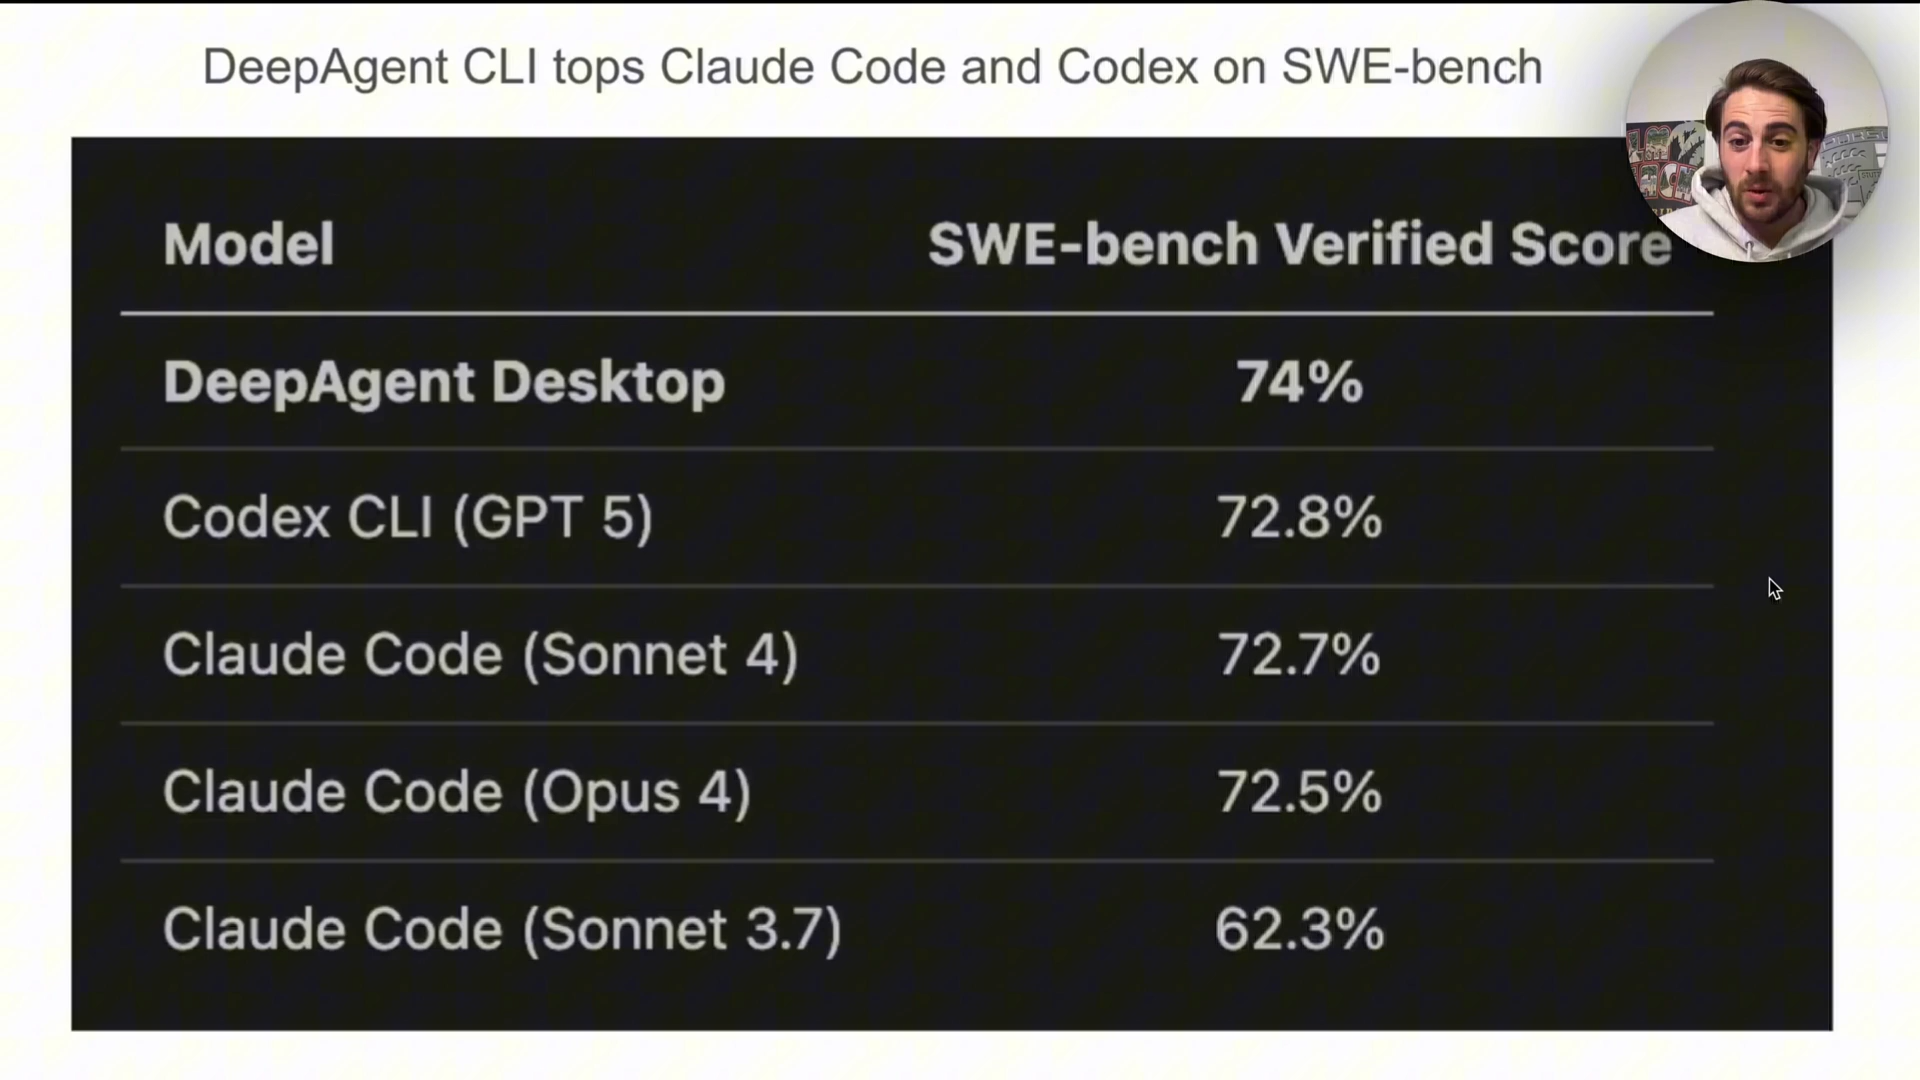 DeepAgent CLI tops Claude Code and Codex on SWE-bench
Model SWE-bench Verified Score
DeepAgent Desktop 74%
Codex CLI (GPT 5) 72.8%
Claude Code (Sonnet 4) 72.7%
Claude Code (Opus 4) 72.5%
Claude Code (Sonnet 3.7) 62.3%